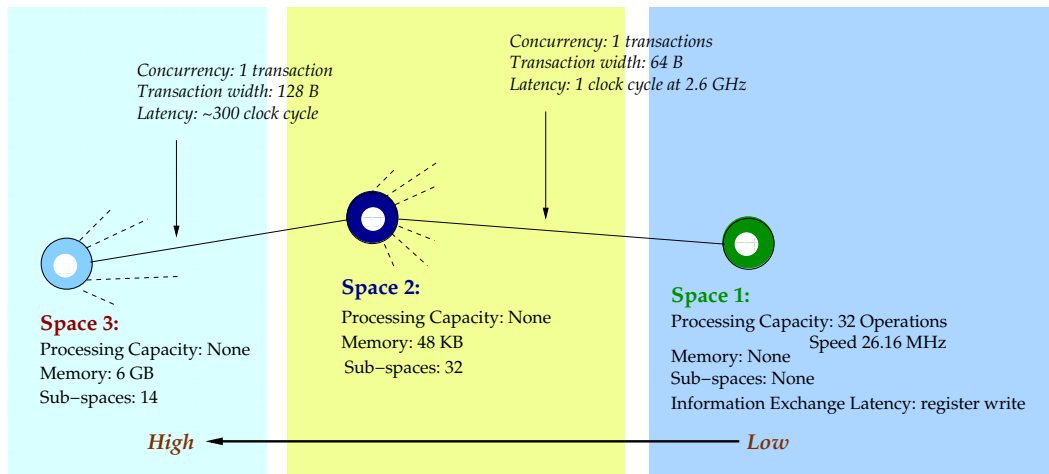 Concurrency: 1 transaction
Transaction width: 128 B
Latency: ~300 clock cycle
Concurrency: 1 transactions
Transaction width: 64 B
Latency: 1 clock cycle at 2.6 GHz
Space 3:
Processing Capacity: None
Memory: 6 GB
Sub−spaces: 14
Space 2:
Processing Capacity: None
Memory: 48 KB
Sub−spaces: 32
Space 1:
Processing Capacity: 32 Operations
Speed 26.16 MHz
Memory: None
Sub−spaces: None
Information Exchange Latency: register write
High
Low